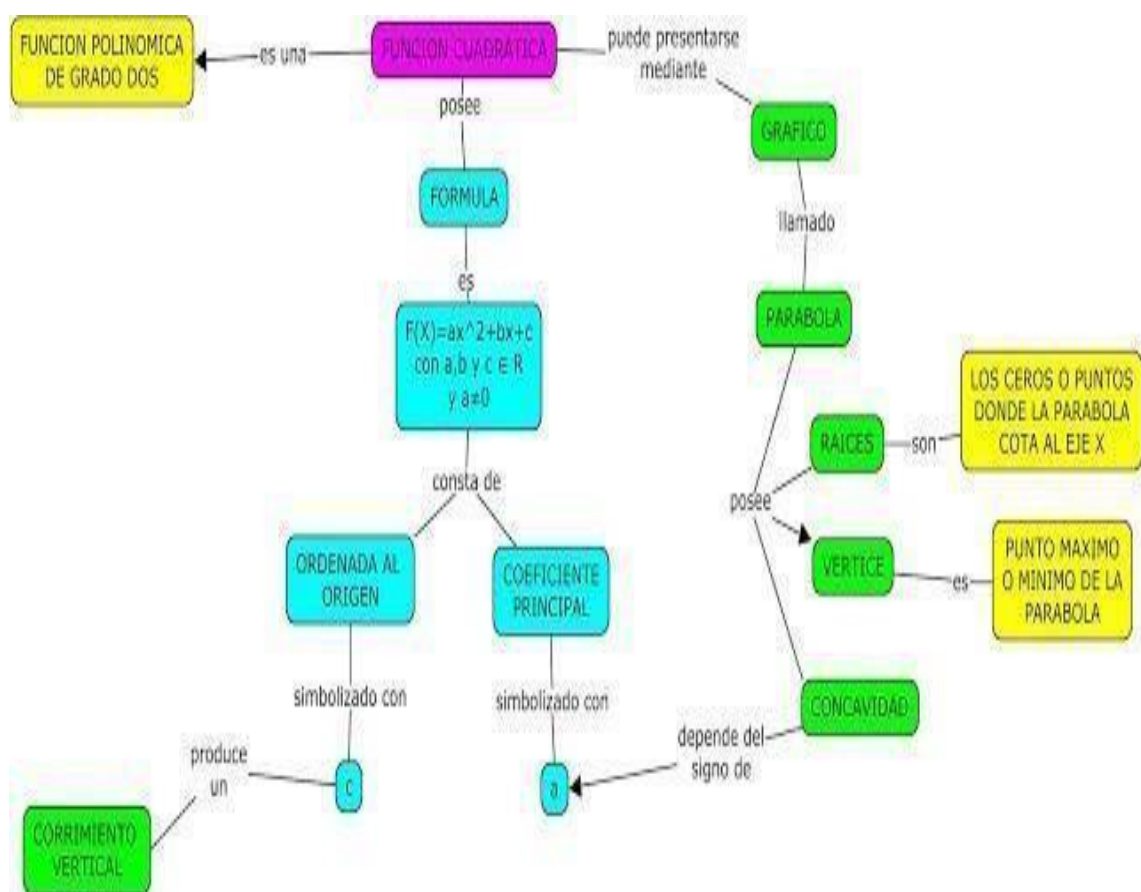 FUNCION POLINOMICA
DE GRADO DOS
es una
FUNCION CUADRATICA
puede presentarse
mediante
posee
GRAFICO
FORMULA
llamado
es
PARABOLA
F(X)=ax^2+bx+c
con a,b y c ∈ R
y a≠0
LOS CEROS O PUNTOS
DONDE LA PARABOLA
COTA AL EJE X
RAICES
son
consta de
posee
ORDENADA AL
ORIGEN
COEFICIENTE
PRINCIPAL
VERTICE
es
PUNTO MAXIMO
O MINIMO DE LA
PARABOLA
simbolizado con
simbolizado con
CONCAVIDAD
depende del
signo de
produce
un
c
a
CORRIMIENTO
VERTICAL